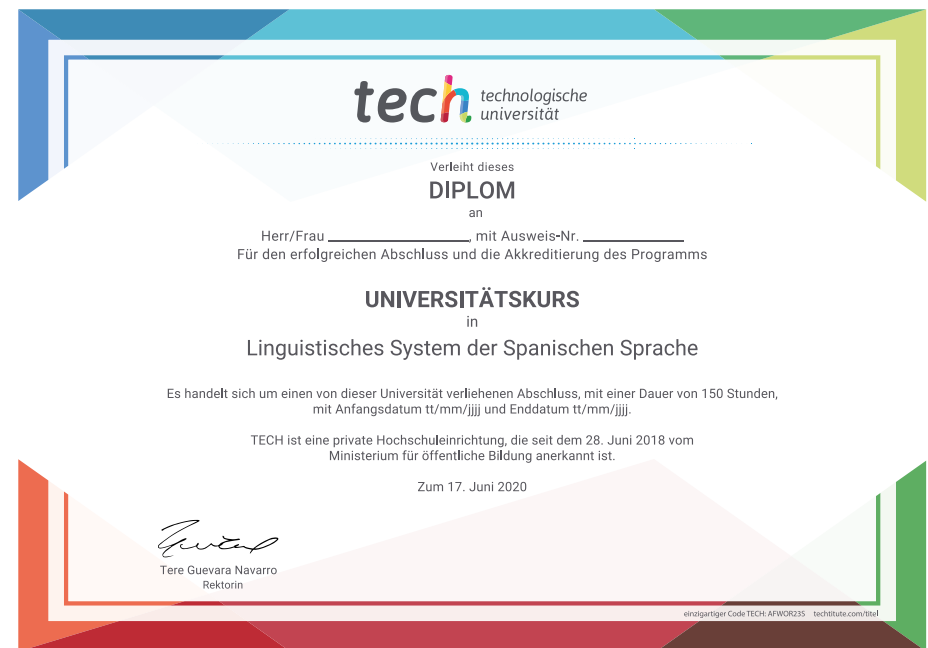 tech technologische
universität
Verleiht dieses
DIPLOM
an
Herr/Frau ____________________, mit Ausweis-Nr. ______________
Für den erfolgreichen Abschluss und die Akkreditierung des Programms
UNIVERSITÄTSKURS
in
Linguistisches System der Spanischen Sprache
Es handelt sich um einen von dieser Universität verliehenen Abschluss, mit einer Dauer von 150 Stunden,
mit Anfangsdatum tt/mm/jjjj und Enddatum tt/mm/jjjj.
TECH ist eine private Hochschuleinrichtung, die seit dem 28. Juni 2018 vom
Ministerium für öffentliche Bildung anerkannt ist.
Zum 17. Juni 2020
Tere Guevara Navarro
Rektorin
einzigartiger Code TECH: AFWOR23S techtitute.com/titel